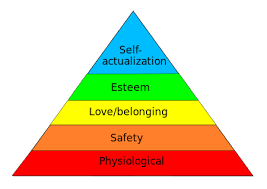 Self-
actualization
Esteem
Love/belonging
Safety
Physiological